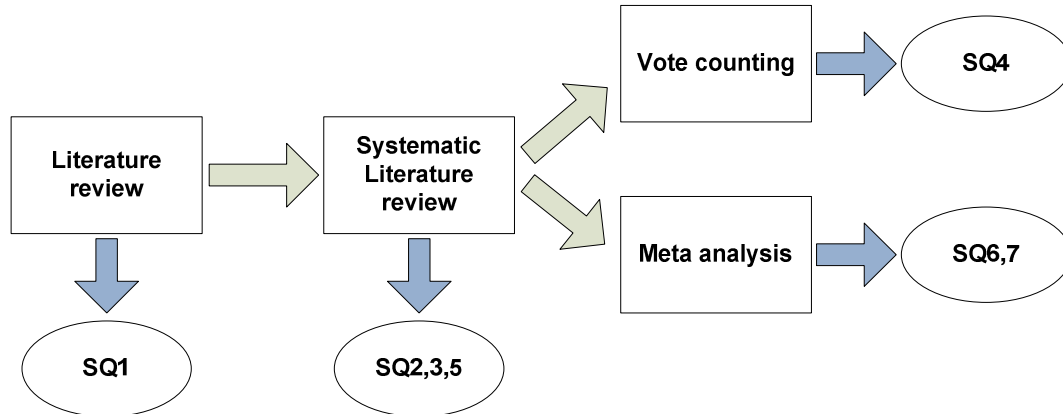 Literature
review
SQ1
Systematic
Literature
review
SQ2,3,5
Vote counting
SQ4
Meta analysis
SQ6,7